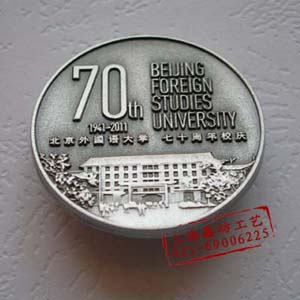 70th
1941-2011
BEIJING
FOREIGN
STUDIES
UNIVERSITY
北京外国语大学 七十周年校庆
69006225